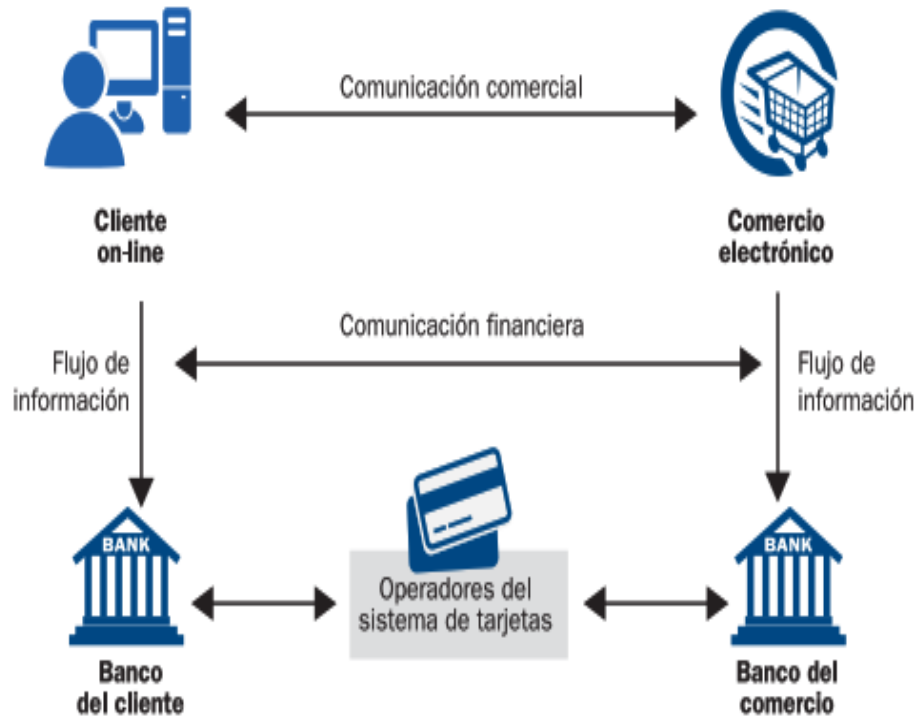 Comunicación comercial
Cliente
on-line
Comercio
electrónico
Comunicación financiera
Flujo de
información
Flujo de
información
BANK
BANK
Operadores del
sistema de tarjetas
Banco
del cliente
Banco del
comercio